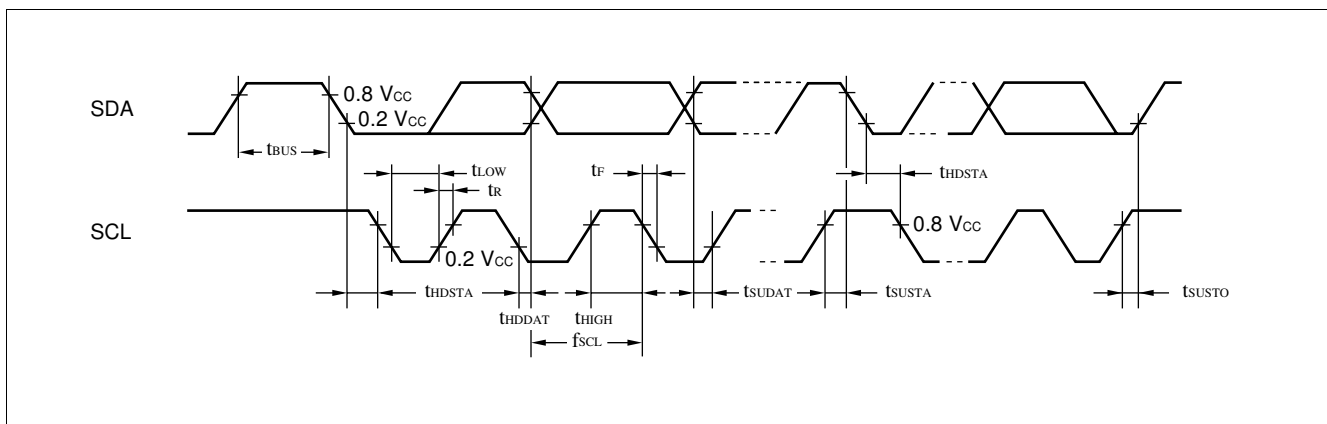 SDA
0.8 VCC
0.2 VCC
tBUS
tLOW
tR
tF
tHDSTA
SCL
0.8 VCC
0.2 VCC
tHDSTA
tHDDAT
tHIGH
fSCL
tSUDAT
tSUSTA
tSUSTO